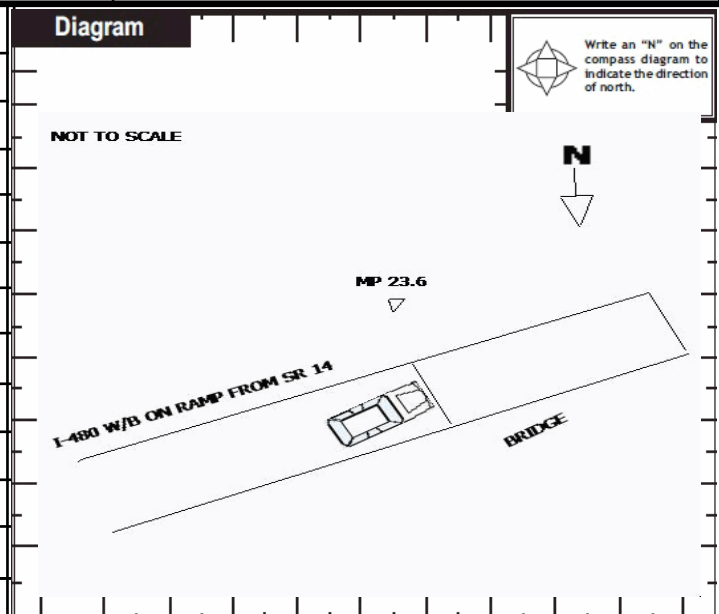 Diagram
Write an "N" on the
compass diagram to
indicate the direction
of north.
NOT TO SCALE
N
MP 23.6
I-480 W/B ON RAMP FROM SR 14
BRIDGE